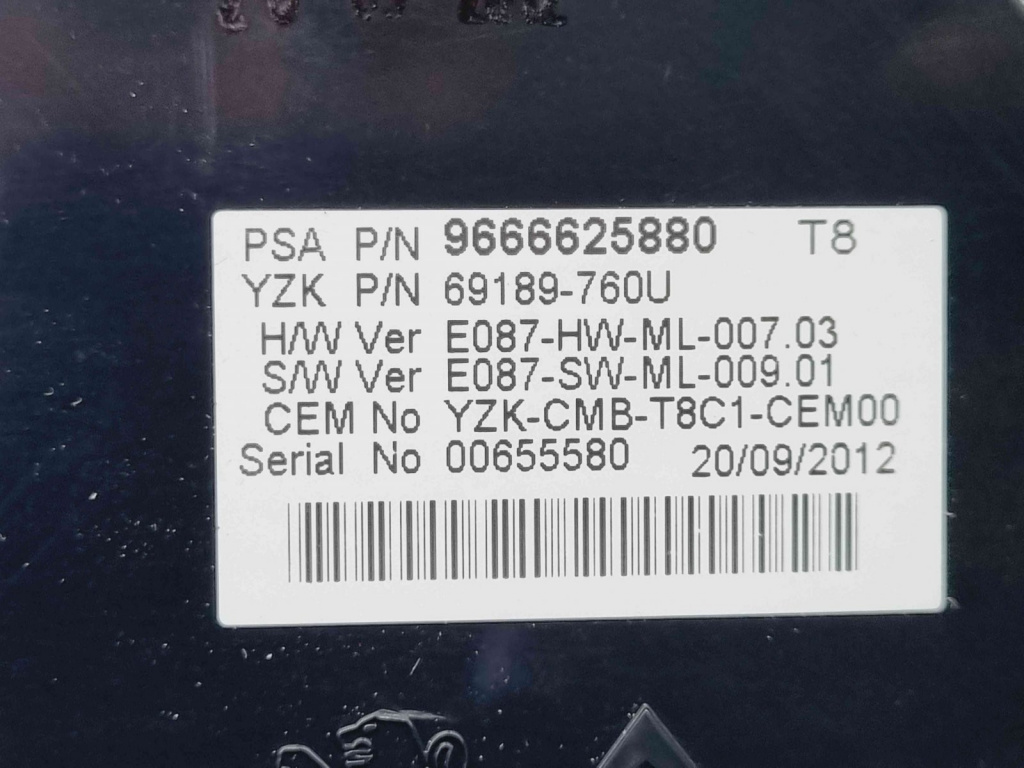 PSA P/N 9666625880 T8
YZK P/N 69189-760U
H/W Ver E087-HW-ML-007.03
S/W Ver E087-SW-ML-009.01
CEM No YZK-CMB-T8C1-CEM00
Serial No 00655580 20/09/2012